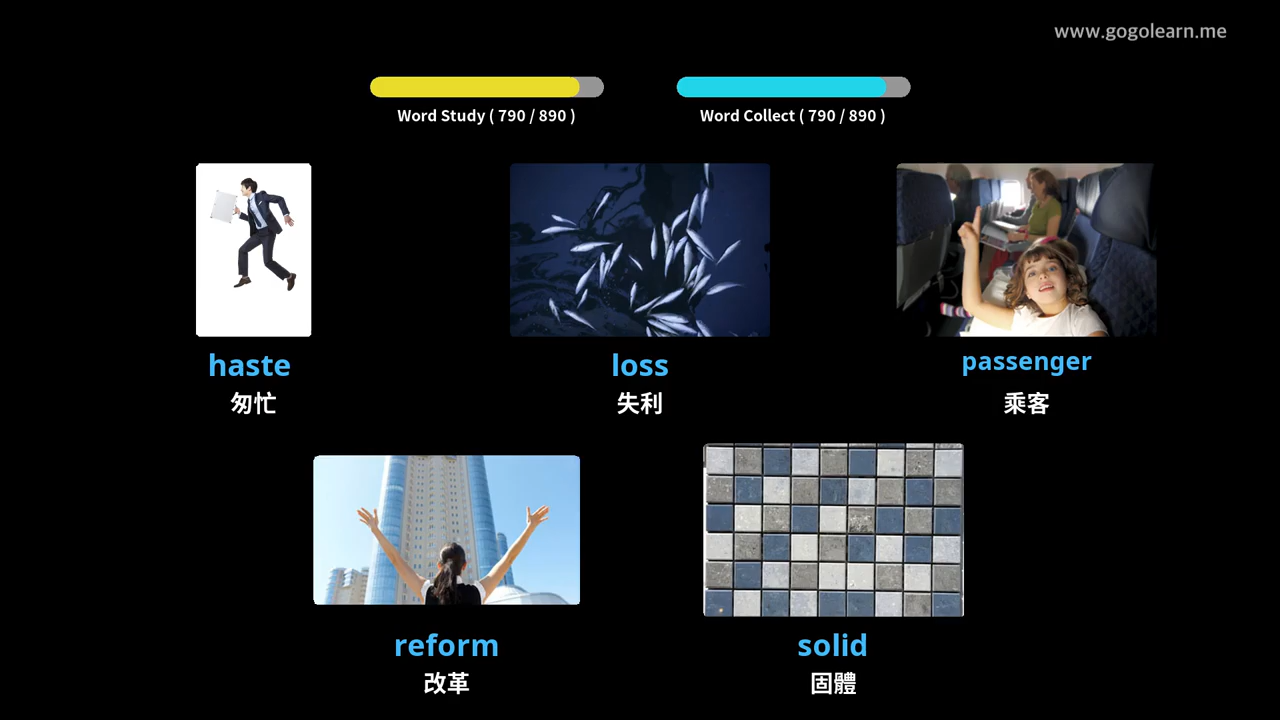 www.gogolearn.me
Word Study ( 790 / 890 )
Word Collect ( 790 / 890 )
haste
匆忙
loss
失利
passenger
乘客
reform
改革
solid
固體